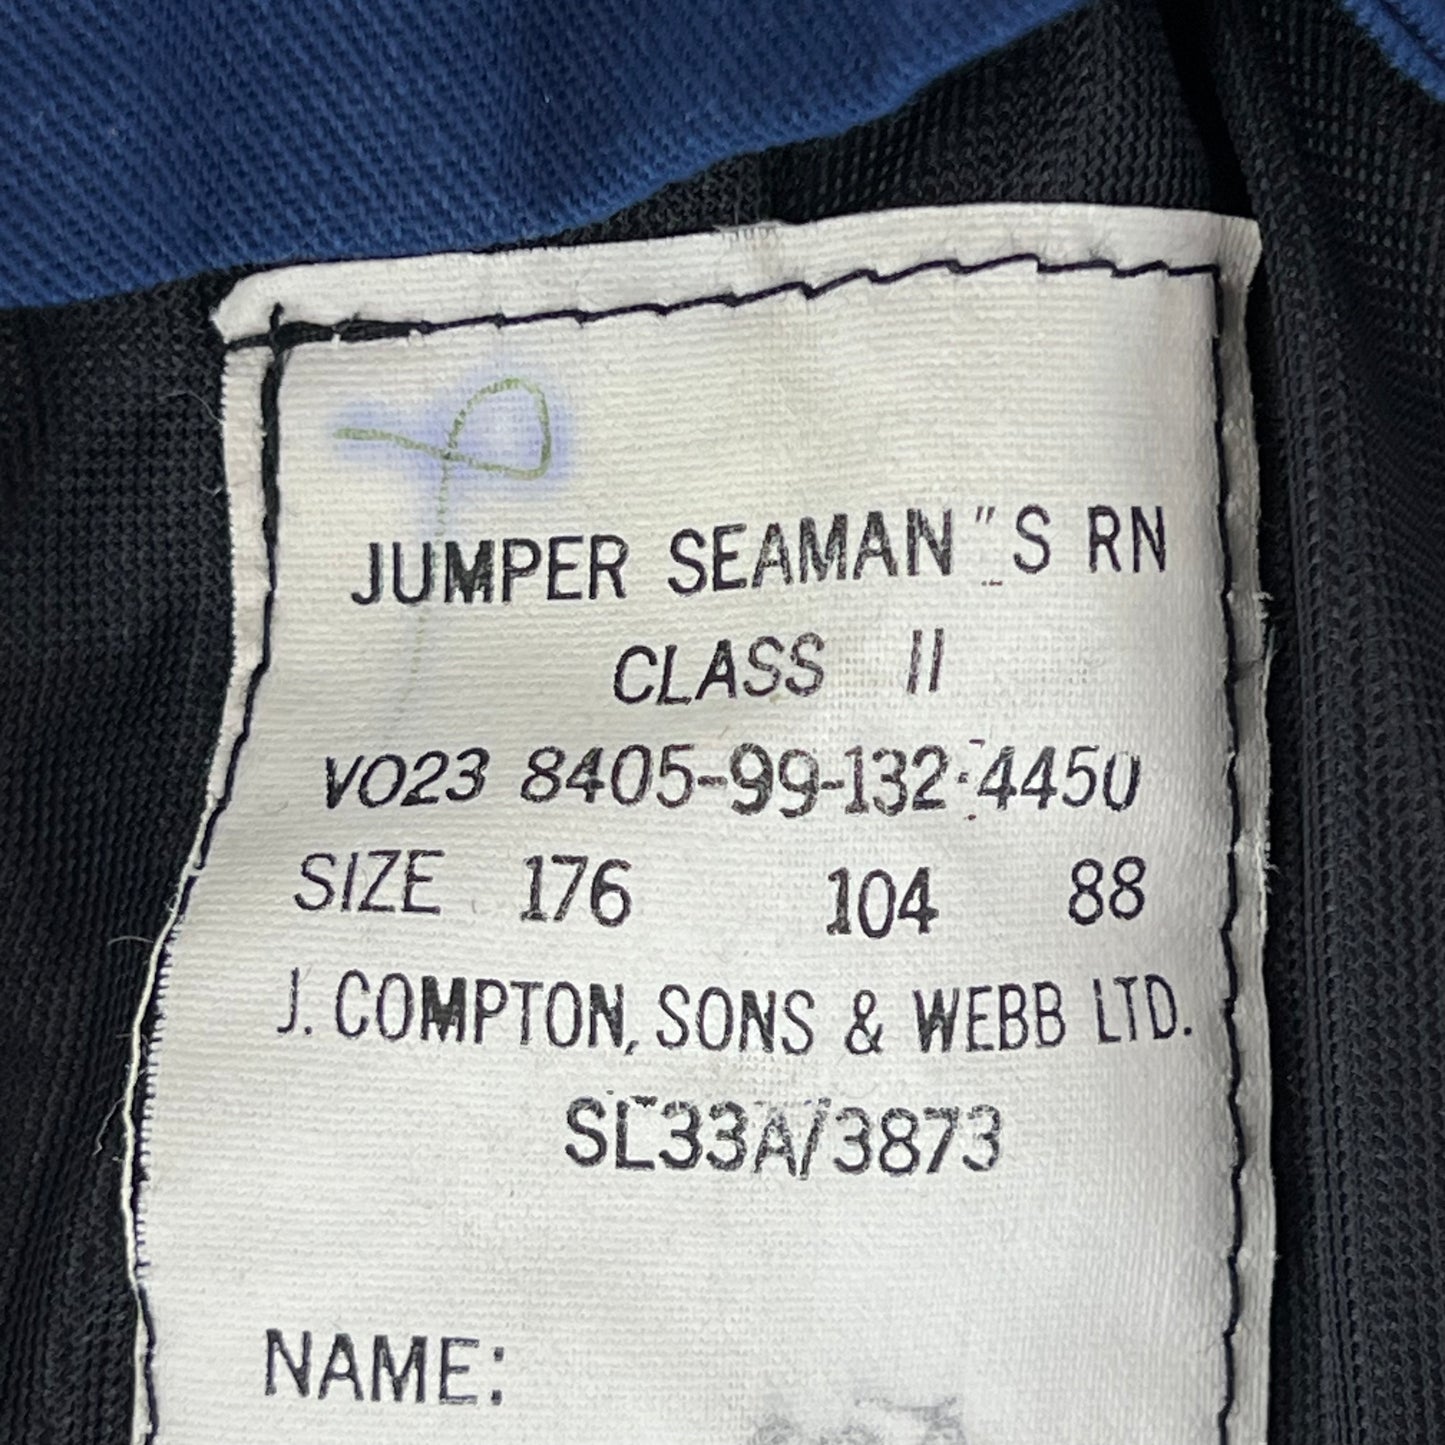 JUMPER SEAMAN"S RN
CLASS II
VO23 8405-99-132-4450
SIZE 176 104 88
J. COMPTON, SONS & WEBB LTD.
SL33A/3873
NAME: